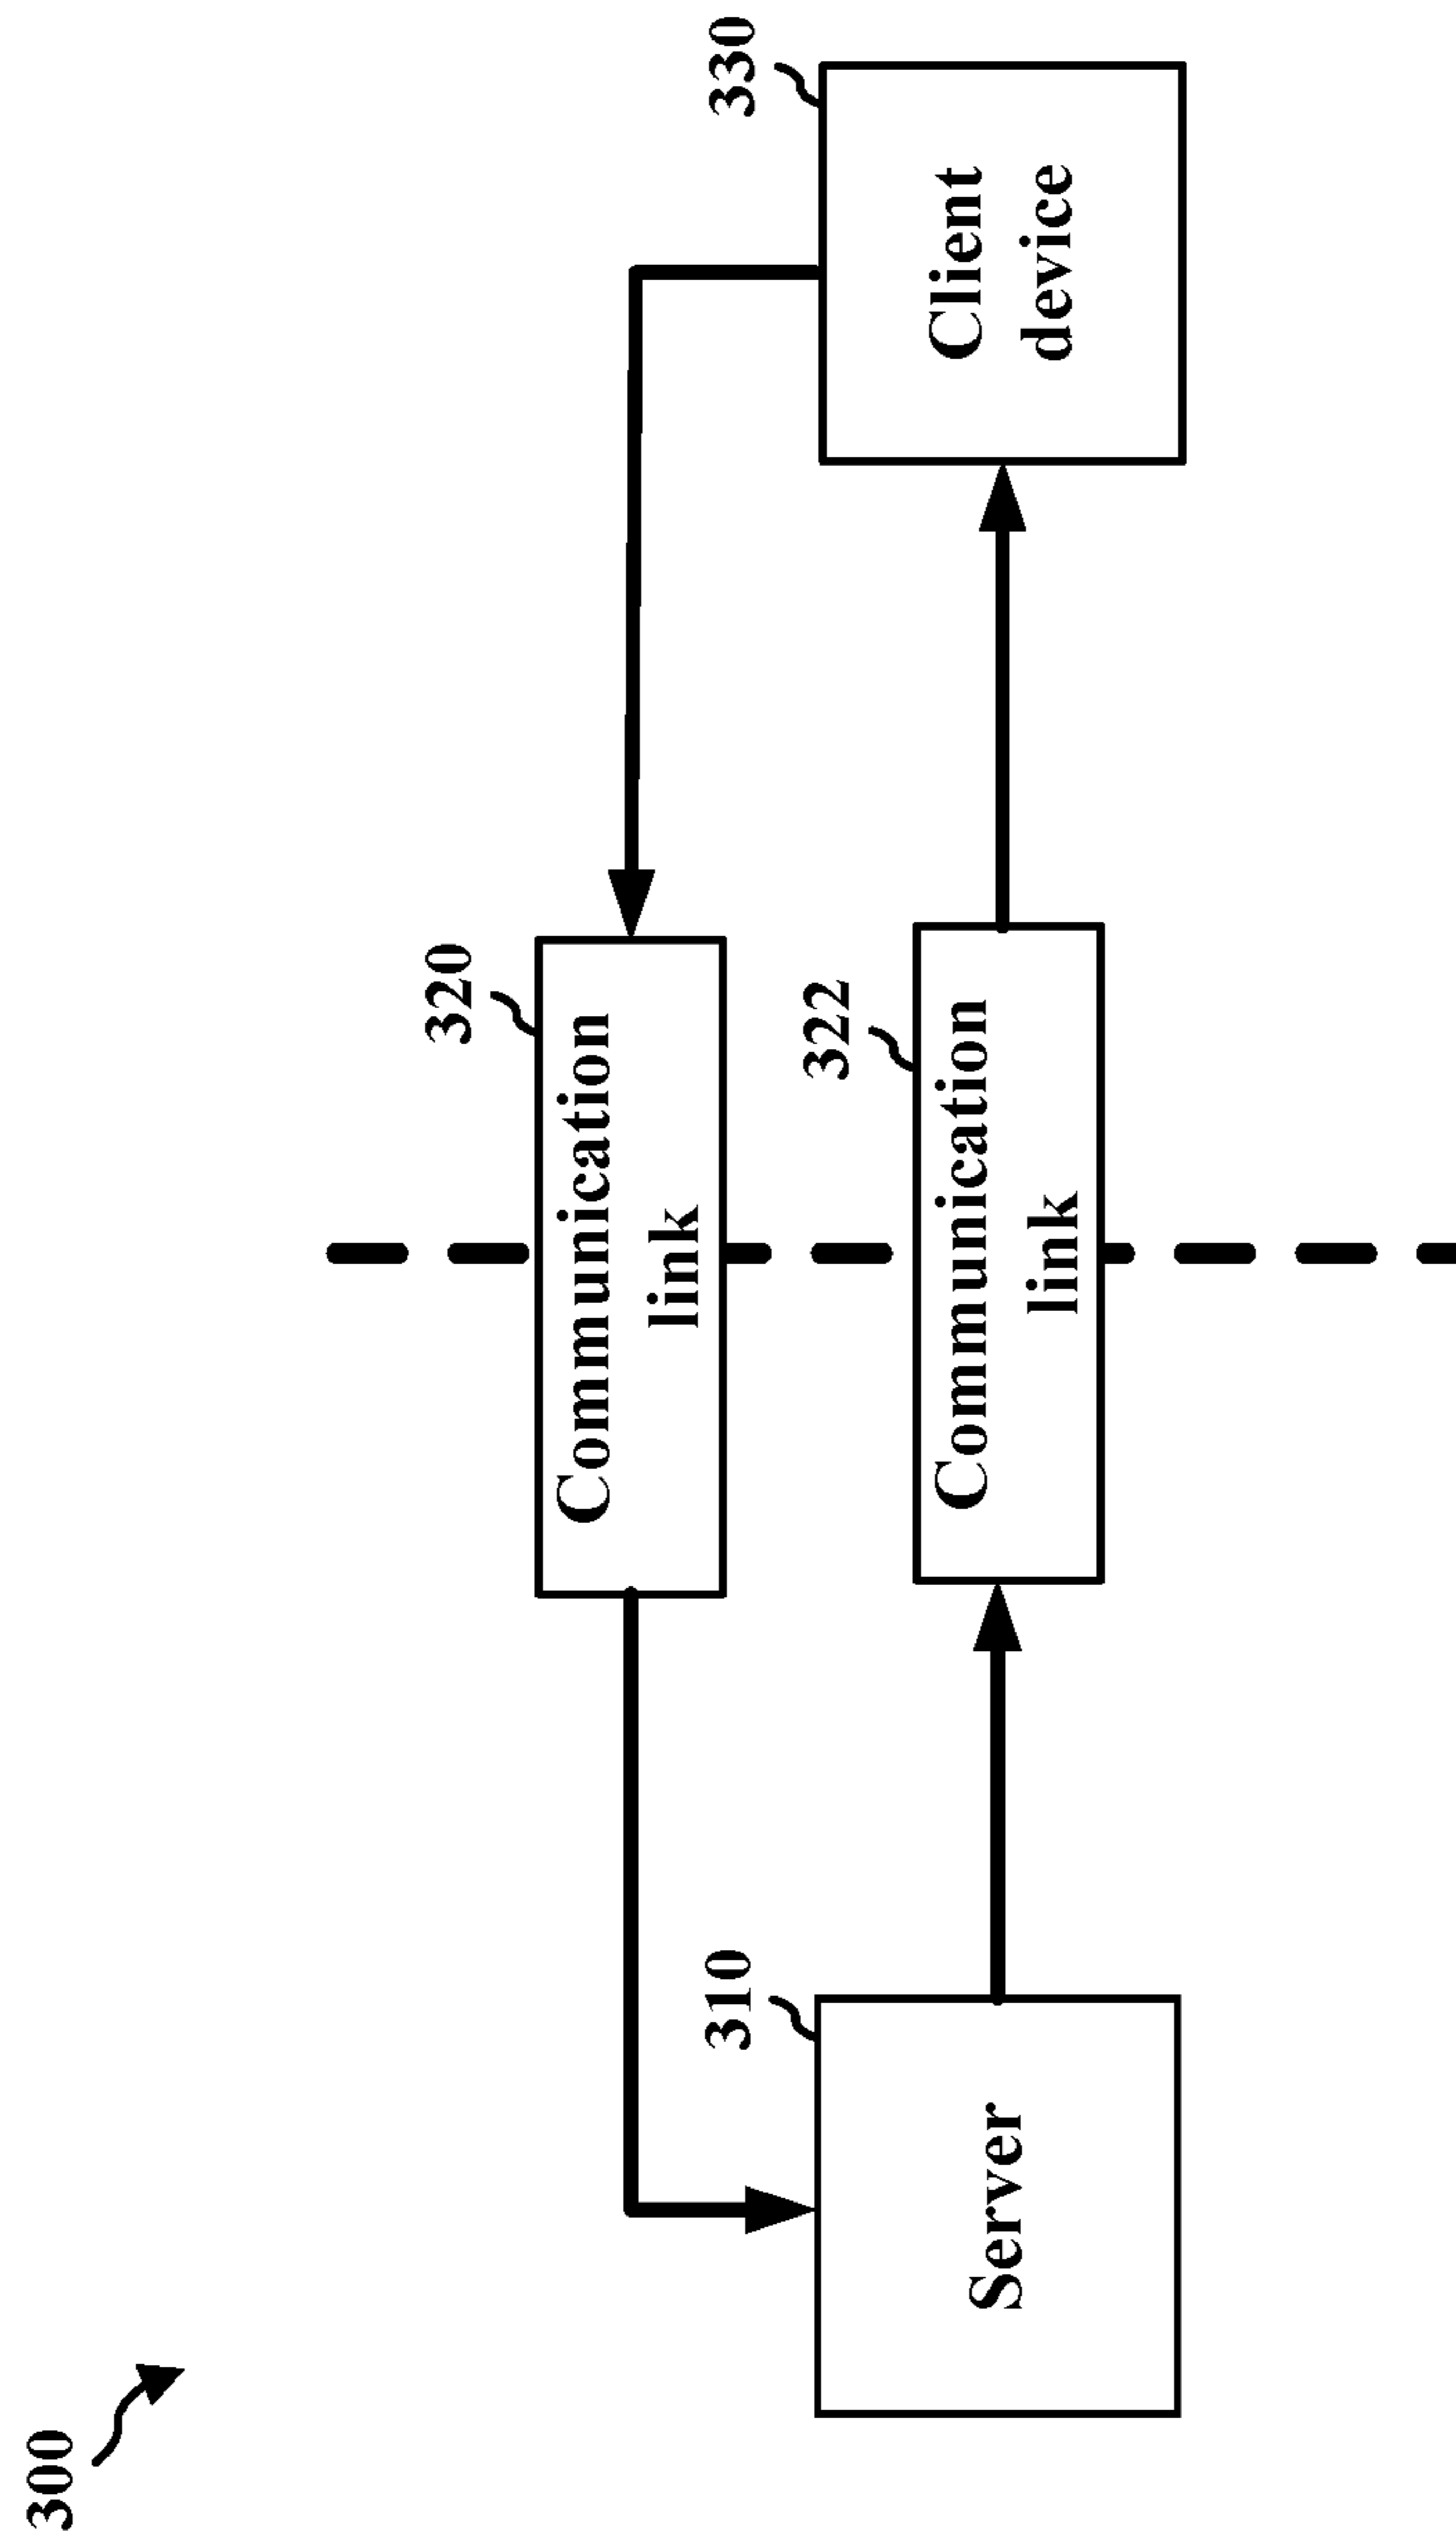 300
320
Communication
link
310
330
322
Server
Communication
link
Client
device